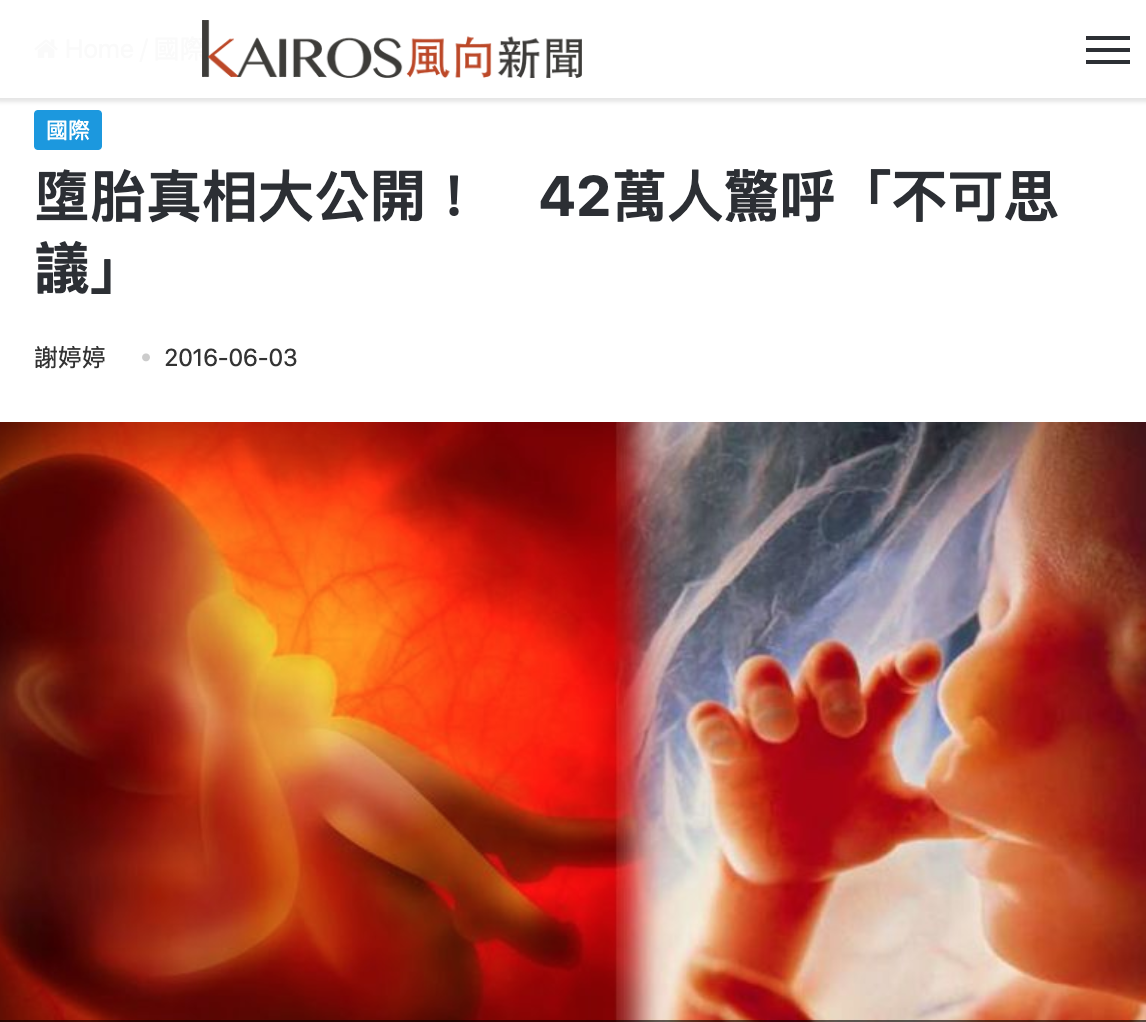 Home / 國際
KAIROS風向新聞
國際
墮胎真相大公開！ 42萬人驚呼「不可思
議」
謝婷婷 • 2016-06-03